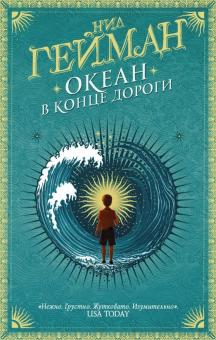 НИЛ
ГЕЙМАН
ОКЕАН
В КОНЦЕ ДОРОГИ
«Нежно. Грустно. Жутковато. Изумительно».
USA TODAY